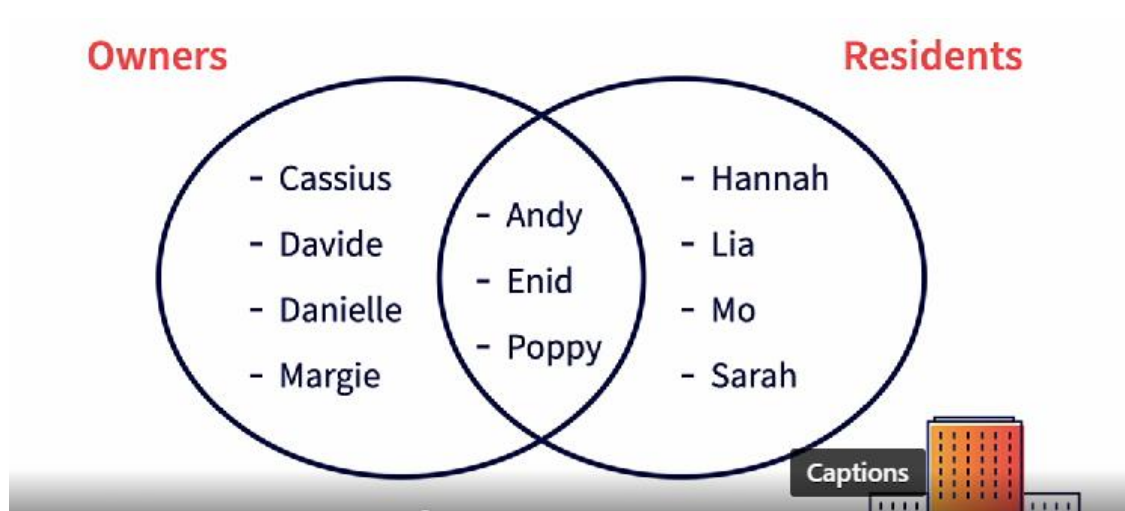 Owners
Residents
- Cassius
- Davide
- Danielle
- Margie
- Andy
- Enid
- Poppy
- Hannah
- Lia
- Mo
- Sarah
Captions